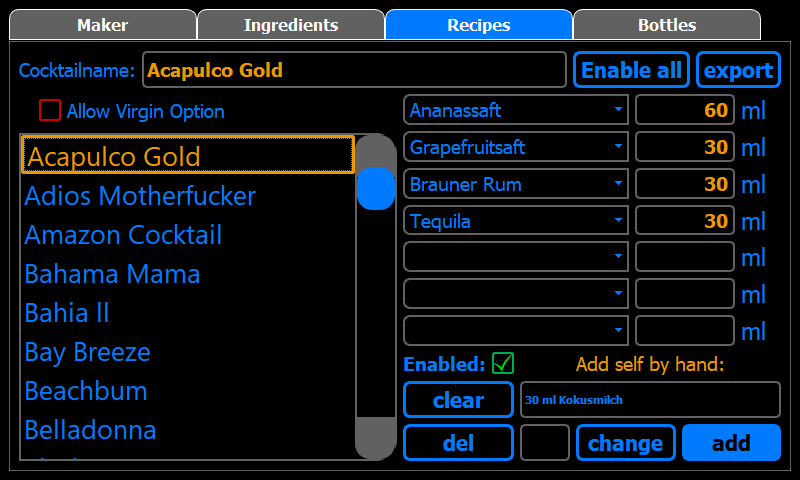 Maker Ingredients Recipes Bottles
Cocktailname: Acapulco Gold Enable all export
Allow Virgin Option
Acapulco Gold
Adios Motherfucker
Amazon Cocktail
Bahama Mama
Bahia ll
Bay Breeze
Beachbum
Belladonna
Ananassaft 60 ml
Grapefruitsaft 30 ml
Brauner Rum 30 ml
Tequila 30 ml
ml
ml
ml
Enabled: Add self by hand:
clear 30 ml Kokusmilch
del change add